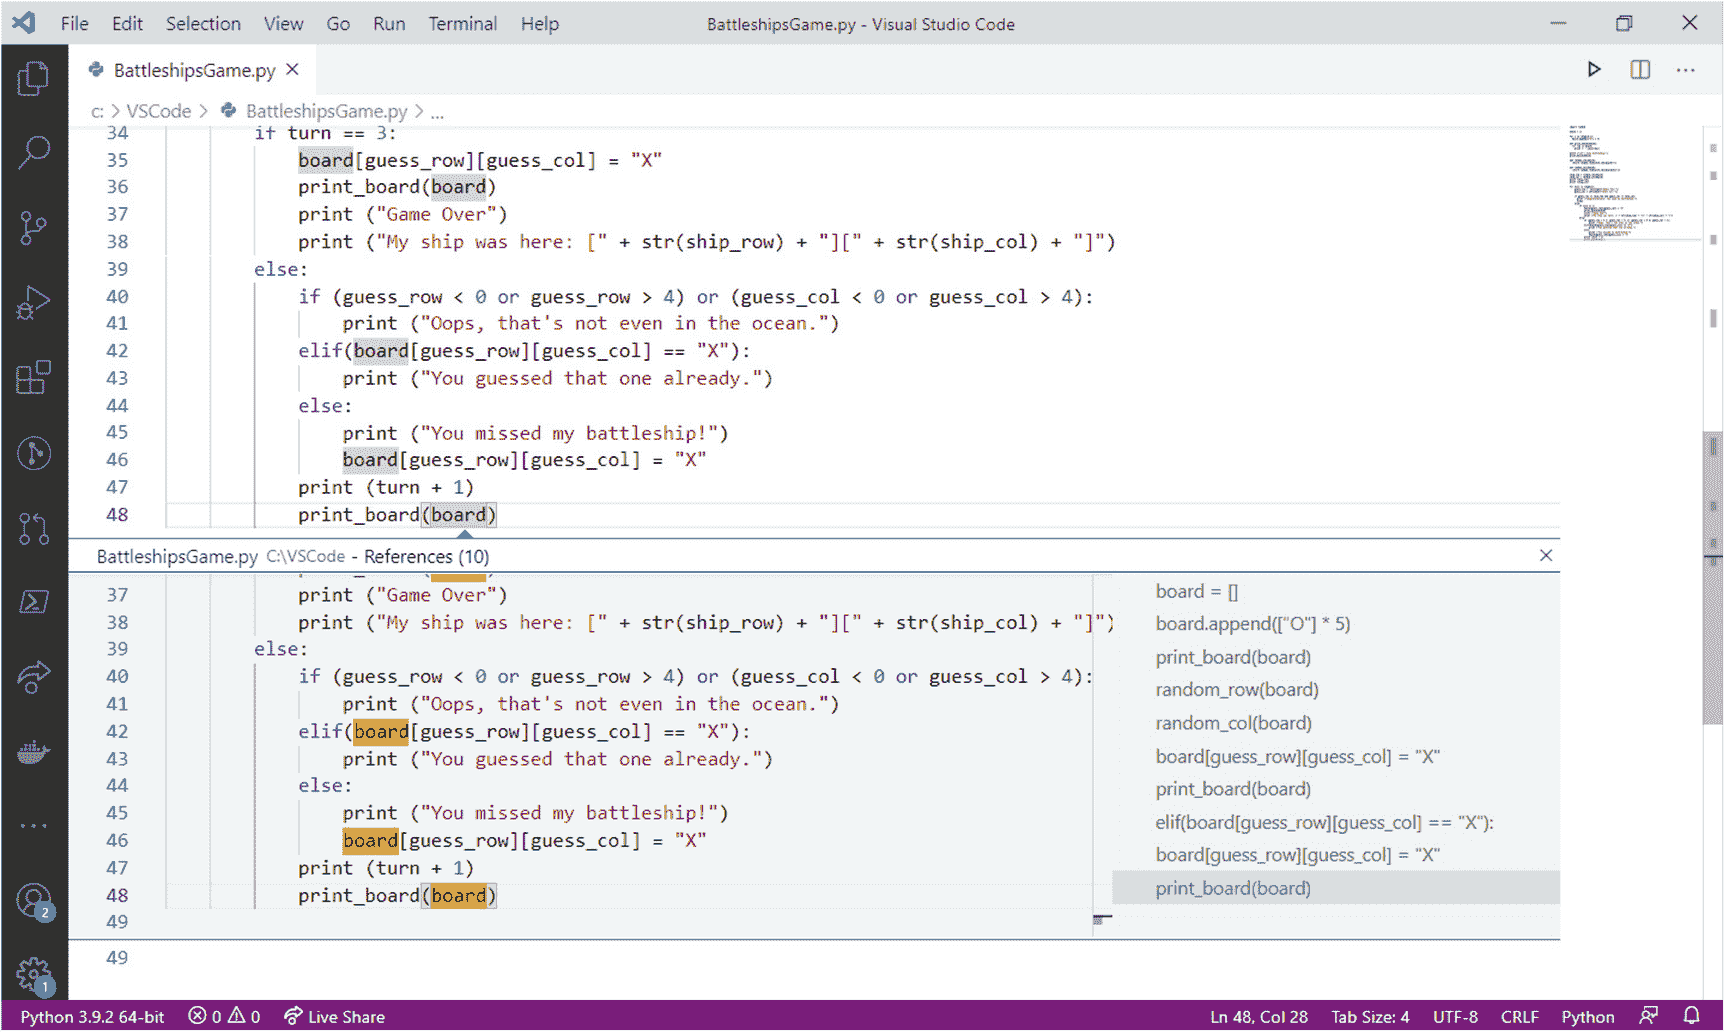 File Edit Selection View Go Run Terminal Help BattleshipsGame.py - Visual Studio Code
BattleshipsGame.py
c: > VSCode > BattleshipsGame.py > ...
34 if turn == 3:
35 board[guess_row][guess_col] = "X"
36 print_board(board)
37 print ("Game Over")
38 print ("My ship was here: [" + str(ship_row) + "][" + str(ship_col) + "]")
39 else:
40 if (guess_row < 0 or guess_row > 4) or (guess_col < 0 or guess_col > 4):
41 print ("Oops, that's not even in the ocean.")
42 elif(board[guess_row][guess_col] == "X"):
43 print ("You guessed that one already.")
44 else:
45 print ("You missed my battleship!")
46 board[guess_row][guess_col] = "X"
47 print (turn + 1)
48 print_board(board)
BattleshipsGame.py C:\VSCode - References (10)
37 print ("Game Over")
38 print ("My ship was here: [" + str(ship_row) + "][" + str(ship_col) + "]")
39 else:
40 if (guess_row < 0 or guess_row > 4) or (guess_col < 0 or guess_col > 4):
41 print ("Oops, that's not even in the ocean.")
42 elif(board[guess_row][guess_col] == "X"):
43 print ("You guessed that one already.")
44 else:
45 print ("You missed my battleship!")
46 board[guess_row][guess_col] = "X"
47 print (turn + 1)
48 print_board(board)
49
board = []
board.append(["O"] * 5)
print_board(board)
random_row(board)
random_col(board)
board[guess_row][guess_col] = "X"
print_board(board)
elif(board[guess_row][guess_col] == "X"):
board[guess_row][guess_col] = "X"
print_board(board)
49
2
1
Python 3.9.2 64-bit 0 0 Live Share Ln 48, Col 28 Tab Size: 4 UTF-8 CRLF Python